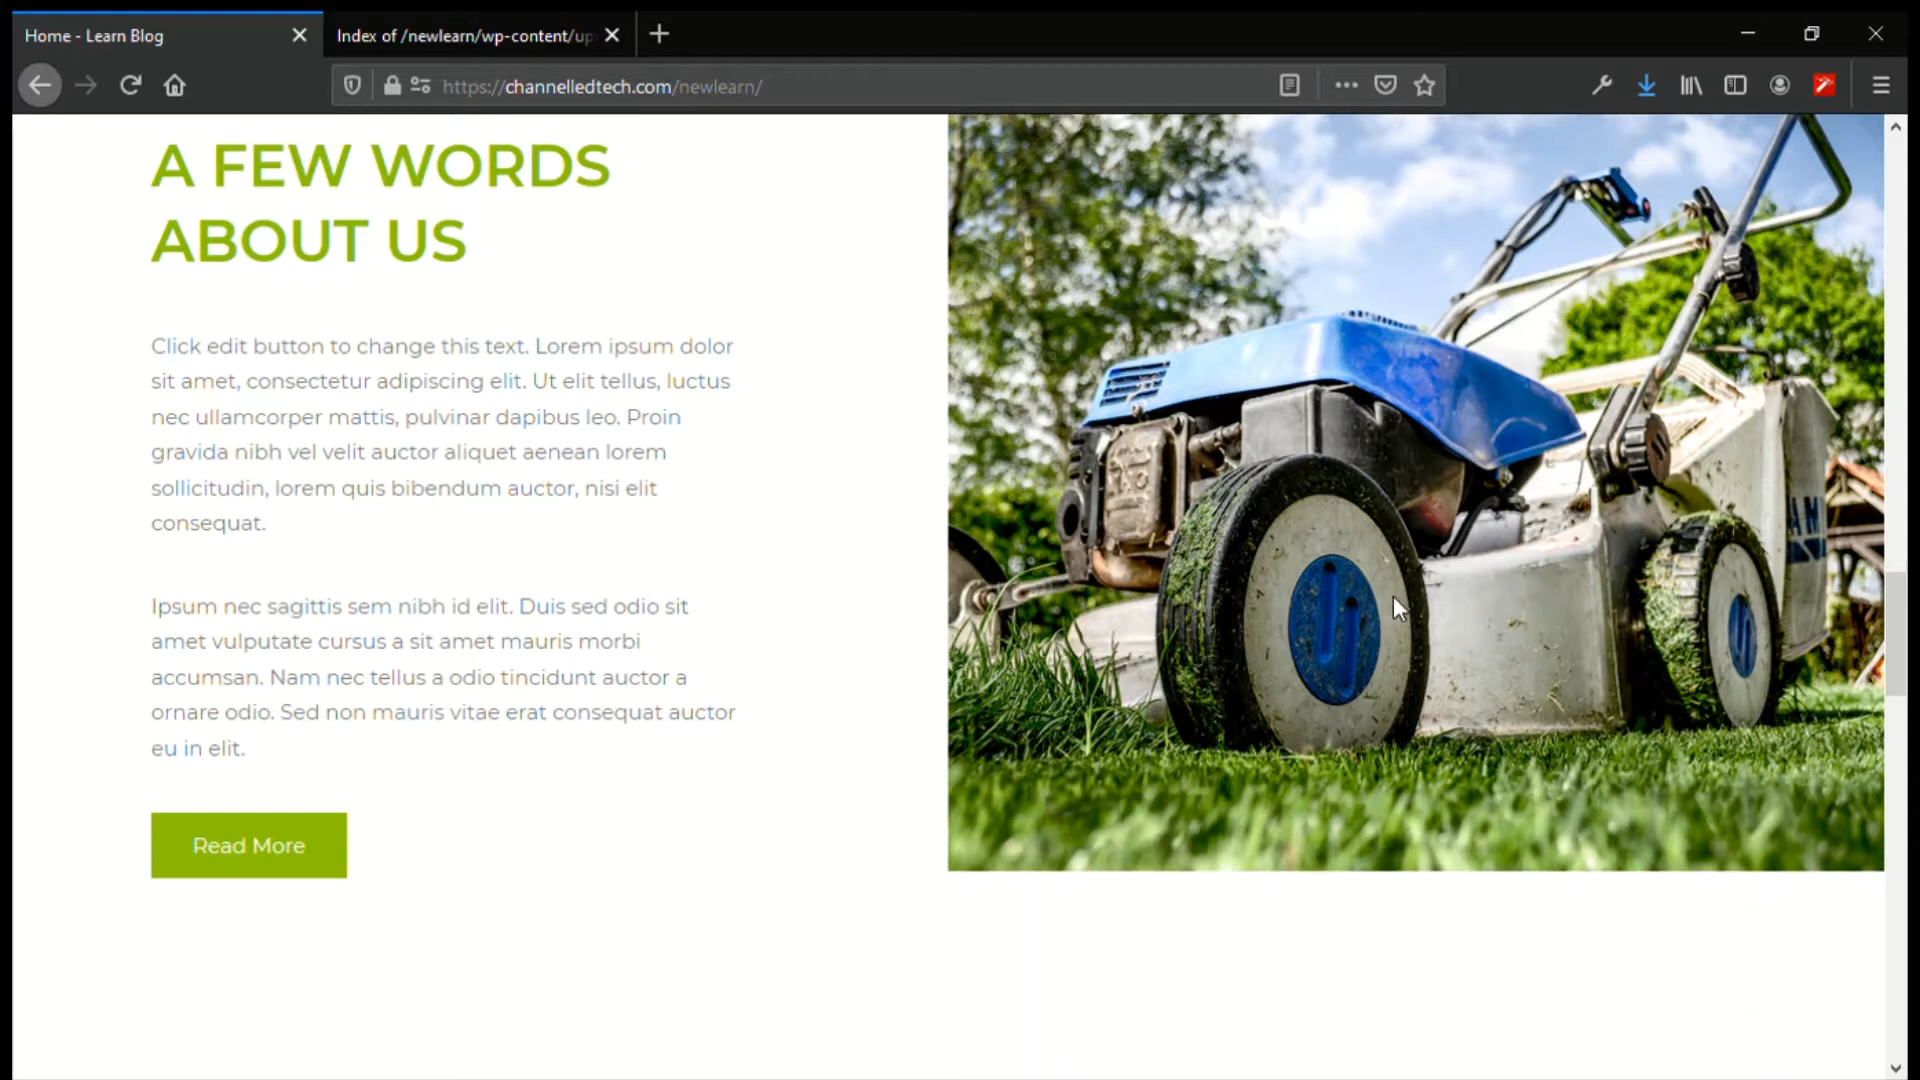 Home - Learn Blog
Index of /newlearn/wp-content/up
https://channelledtech.com/newlearn/
A FEW WORDS
ABOUT US
Click edit button to change this text. Lorem ipsum dolor
sit amet, consectetur adipiscing elit. Ut elit tellus, luctus
nec ullamcorper mattis, pulvinar dapibus leo. Proin
gravida nibh vel velit auctor aliquet aenean lorem
sollicitudin, lorem quis bibendum auctor, nisi elit
consequat.
Ipsum nec sagittis sem nibh id elit. Duis sed odio sit
amet vulputate cursus a sit amet mauris morbi
accumsan. Nam nec tellus a odio tincidunt auctor a
ornare odio. Sed non mauris vitae erat consequat auctor
eu in elit.
Read More